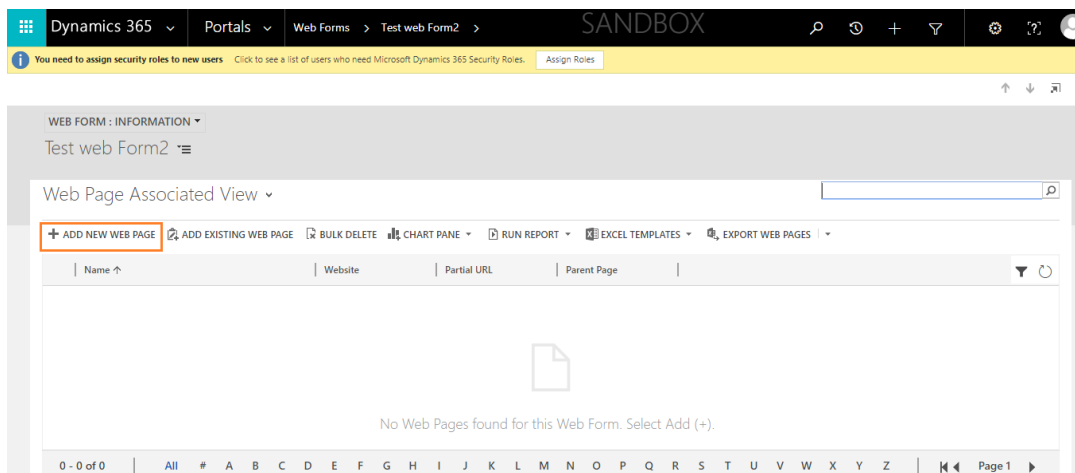 Dynamics 365 Portals Web Forms > Test web Form2 > SANDBOX
You need to assign security roles to new users Click to see a list of users who need Microsoft Dynamics 365 Security Roles. Assign Roles
WEB FORM : INFORMATION
Test web Form2
Web Page Associated View
+ ADD NEW WEB PAGE ADD EXISTING WEB PAGE BULK DELETE CHART PANE RUN REPORT EXCEL TEMPLATES EXPORT WEB PAGES
Name ↑ Website Partial URL Parent Page
No Web Pages found for this Web Form. Select Add (+).
0 - 0 of 0 All # A B C D E F G H I J K L M N O P Q R S T U V W X Y Z Page 1